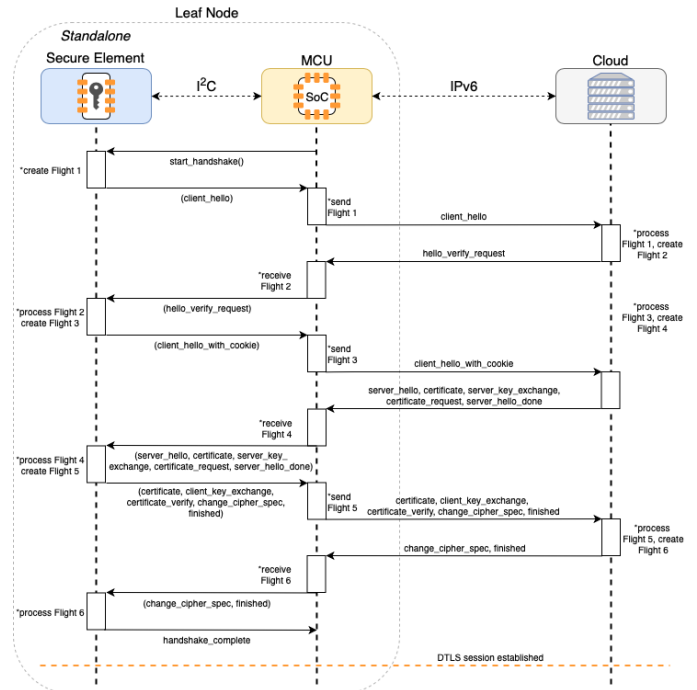 Leaf Node
Standalone
Secure Element
MCU
Cloud
I²C
SoC
IPv6
start_handshake()
*create Flight 1
(client_hello)
*send
Flight 1
client_hello
*process
Flight 1, create
Flight 2
hello_verify_request
*receive
Flight 2
(hello_verify_request)
*process Flight 2
create Flight 3
*process
Flight 3, create
Flight 4
(client_hello_with_cookie)
*send
Flight 3
client_hello_with_cookie
server_hello, certificate, server_key_exchange,
certificate_request, server_hello_done
*receive
Flight 4
(server_hello, certificate, server_key_
exchange, certificate_request, server_hello_done)
*process Flight 4
create Flight 5
(certificate, client_key_exchange,
certificate_verify, change_cipher_spec,
finished)
*send
Flight 5
certificate, client_key_exchange,
certificate_verify, change_cipher_spec, finished
*process
Flight 5, create
Flight 6
change_cipher_spec, finished
*receive
Flight 6
(change_cipher_spec, finished)
*process Flight 6
handshake_complete
DTLS session established